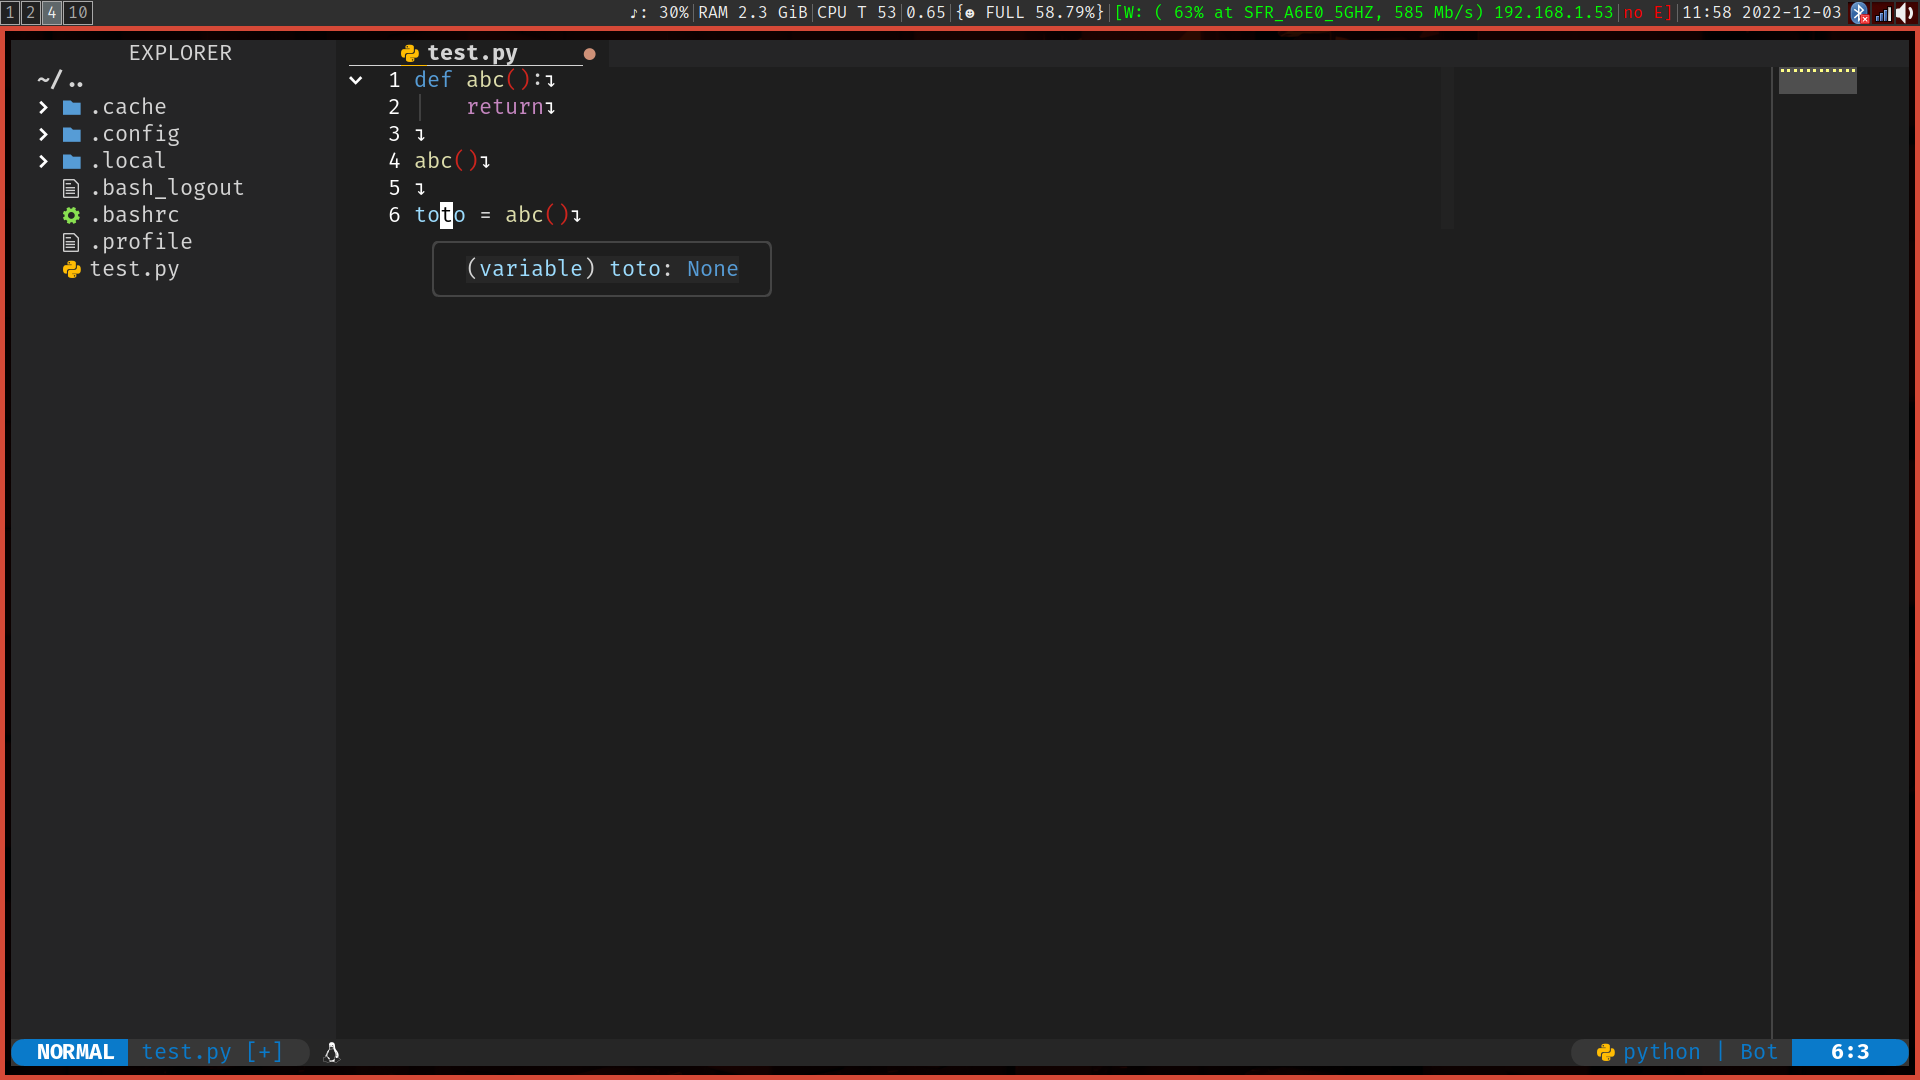 1 2 4 10 ♪: 30%|RAM 2.3 GiB|CPU T 53|0.65|{☻ FULL 58.79%}|[W: ( 63% at SFR_A6E0_5GHZ, 585 Mb/s) 192.168.1.53|no E]|11:58 2022-12-03
EXPLORER
test.py
~/..
.cache
.config
.local
.bash_logout
.bashrc
.profile
test.py
1 def abc():↴
2 return↴
3 ↴
4 abc()↴
5 ↴
6 toto = abc()↴
(variable) toto: None
NORMAL test.py [+]
python | Bot 6:3